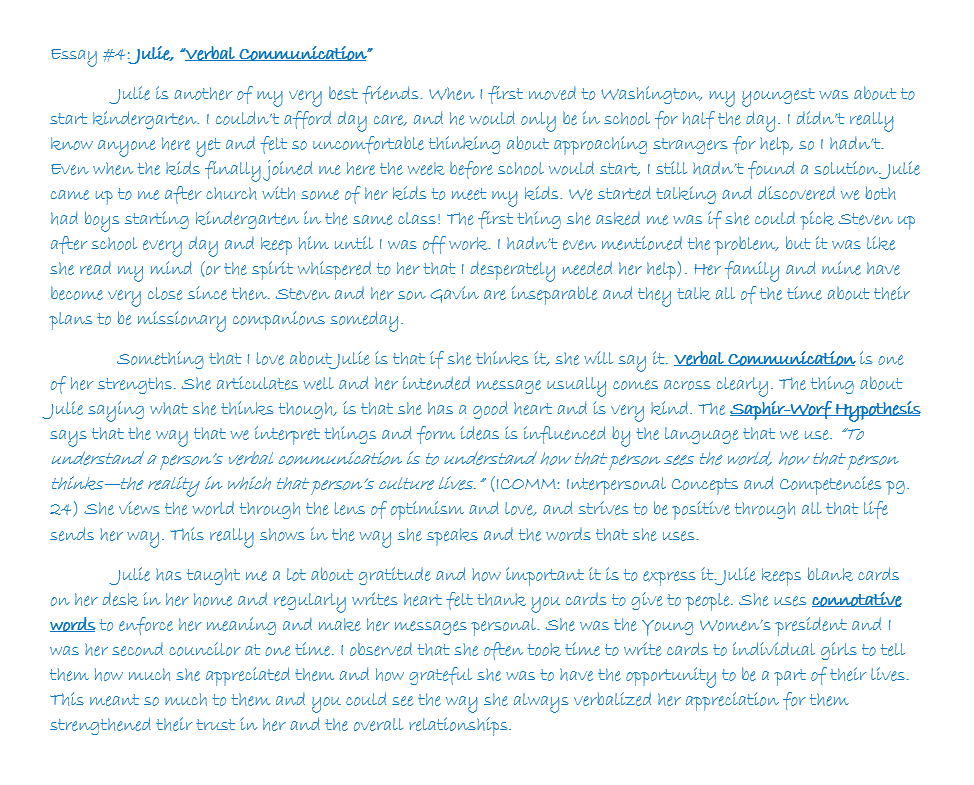 Essay #4: Julie, “Verbal Communication”
Julie is another of my very best friends. When I first moved to Washington, my youngest was about to
start kindergarten. I couldn’t afford day care, and he would only be in school for half the day. I didn’t really
know anyone here yet and felt so uncomfortable thinking about approaching strangers for help, so I hadn’t.
Even when the kids finally joined me here the week before school would start, I still hadn’t found a solution. Julie
came up to me after church with some of her kids to meet my kids. We started talking and discovered we both
had boys starting kindergarten in the same class! The first thing she asked me was if she could pick Steven up
after school every day and keep him until I was off work. I hadn’t even mentioned the problem, but it was like
she read my mind (or the spirit whispered to her that I desperately needed her help). Her family and mine have
become very close since then. Steven and her son Gavin are inseparable and they talk all of the time about their
plans to be missionary companions someday.
Something that I love about Julie is that if she thinks it, she will say it. Verbal Communication is one
of her strengths. She articulates well and her intended message usually comes across clearly. The thing about
Julie saying what she thinks though, is that she has a good heart and is very kind. The Saphir-Worf Hypothesis
says that the way that we interpret things and form ideas is influenced by the language that we use. “To
understand a person’s verbal communication is to understand how that person sees the world, how that person
thinks—the reality in which that person’s culture lives.” (ICOMM: Interpersonal Concepts and Competencies pg.
24) She views the world through the lens of optimism and love, and strives to be positive through all that life
sends her way. This really shows in the way she speaks and the words that she uses.
Julie has taught me a lot about gratitude and how important it is to express it. Julie keeps blank cards
on her desk in her home and regularly writes heart felt thank you cards to give to people. She uses connotative
words to enforce her meaning and make her messages personal. She was the Young Women’s president and I
was her second councilor at one time. I observed that she often took time to write cards to individual girls to tell
them how much she appreciated them and how grateful she was to have the opportunity to be a part of their lives.
This meant so much to them and you could see the way she always verbalized her appreciation for them
strengthened their trust in her and the overall relationships.